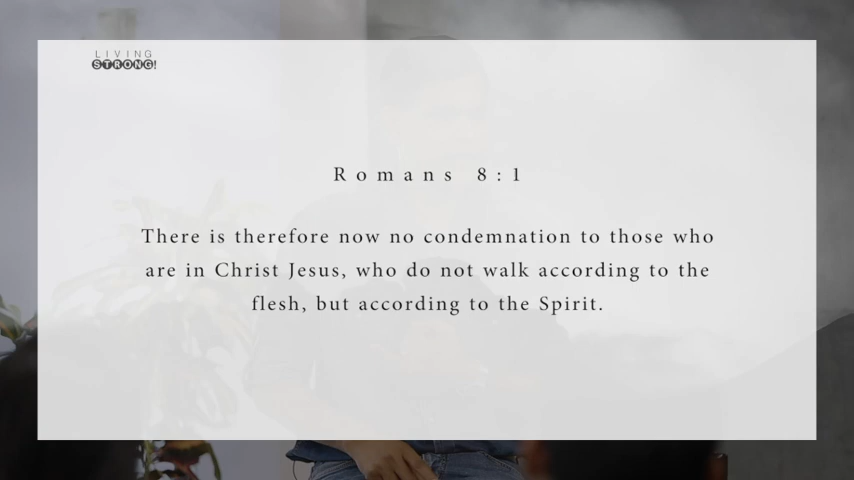 LIVING
STRONG!
Romans 8:1
There is therefore now no condemnation to those who
are in Christ Jesus, who do not walk according to the
flesh, but according to the Spirit.